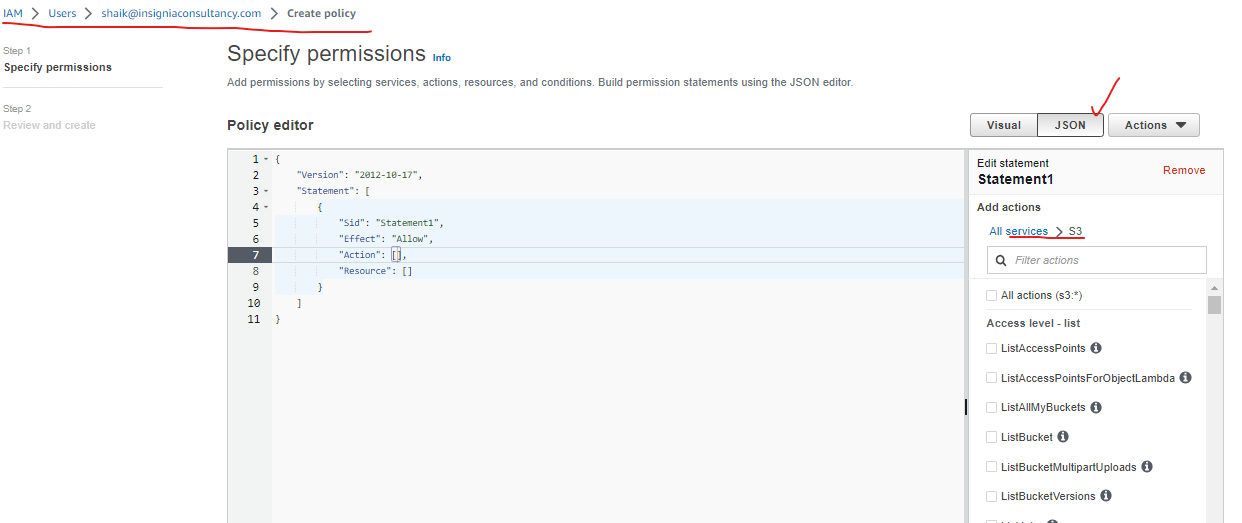 IAM > Users > shaik@insigniaconsultancy.com > Create policy
Step 1
Specify permissions
Step 2
Review and create
Specify permissions Info
Add permissions by selecting services, actions, resources, and conditions. Build permission statements using the JSON editor.
Policy editor
Visual JSON Actions
1 {
2 "Version": "2012-10-17",
3 "Statement": [
4 {
5 "Sid": "Statement1",
6 "Effect": "Allow",
7 "Action": [],
8 "Resource": []
9 }
10 ]
11 }
Edit statement
Statement1
Remove
Add actions
All services > S3
Filter actions
All actions (s3:*)
Access level - list
ListAccessPoints
ListAccessPointsForObjectLambda
ListAllMyBuckets
ListBucket
ListBucketMultipartUploads
ListBucketVersions